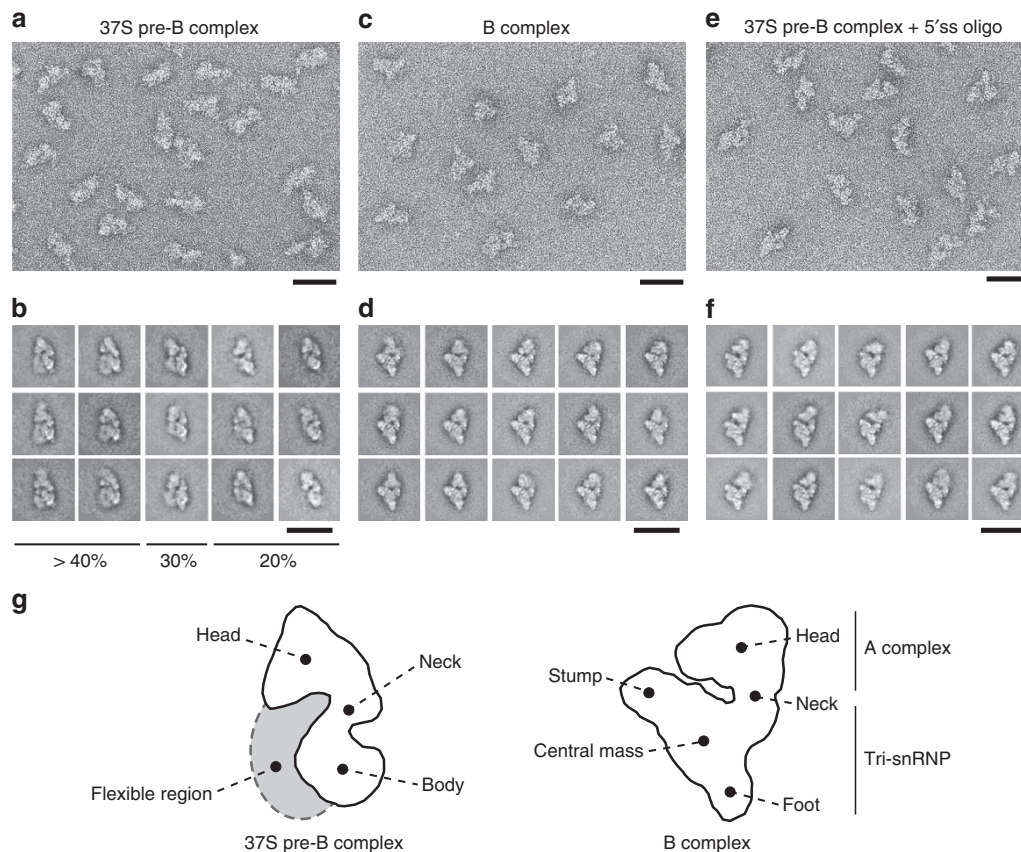 a
37S pre-B complex
c
B complex
e
37S pre-B complex + 5′ss oligo
b
d
f
> 40%
30%
20%
g
Head
Neck
Flexible region
Body
37S pre-B complex
Head
A complex
Stump
Neck
Central mass
Tri-snRNP
Foot
B complex